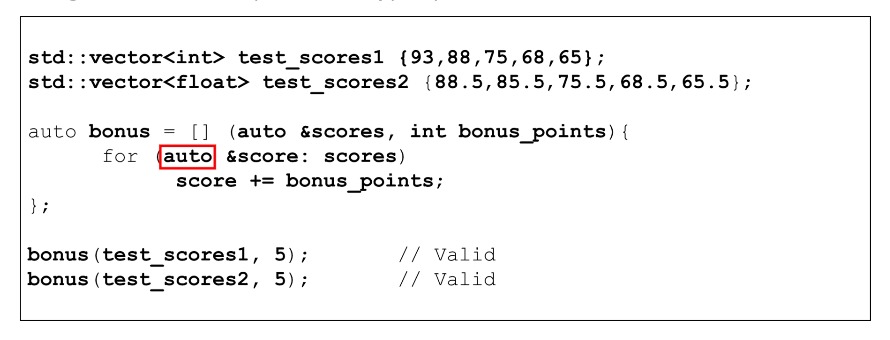 std::vector<int> test_scores1 {93,88,75,68,65};
std::vector<float> test_scores2 {88.5,85.5,75.5,68.5,65.5};
auto bonus = [] (auto &scores, int bonus_points){
for (auto &score: scores)
score += bonus_points;
};
bonus(test_scores1, 5); // Valid
bonus(test_scores2, 5); // Valid